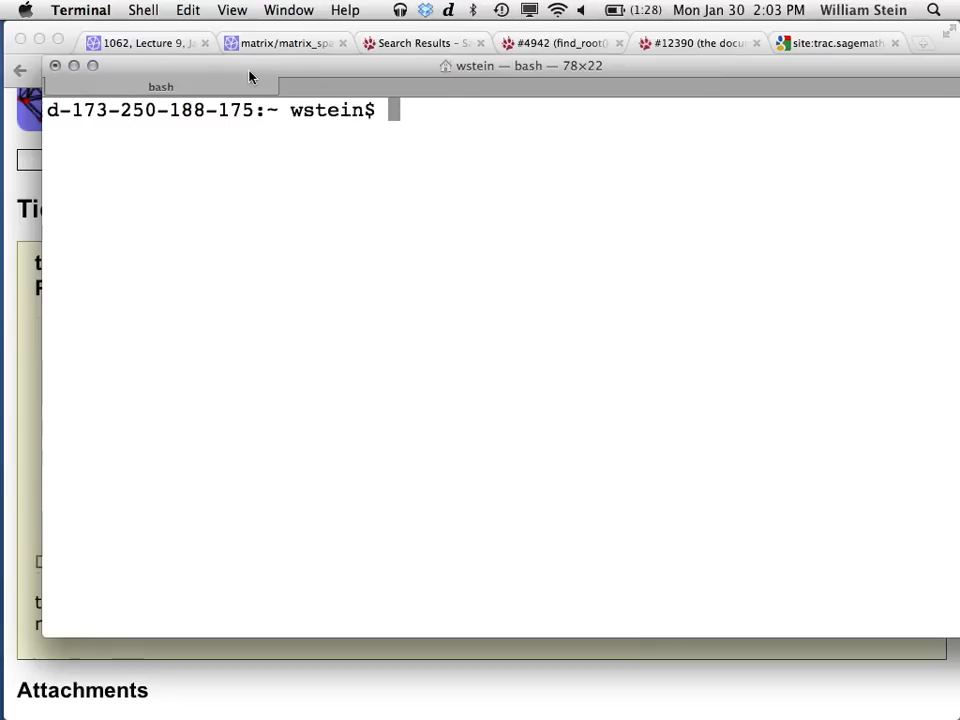 Terminal Shell Edit View Window Help (1:28) Mon Jan 30 2:03 PM William Stein
1062, Lecture 9, J
matrix/matrix_spa
Search Results - S
#4942 (find_root()
#12390 (the docu
site:trac.sagemath
wstein — bash — 78×22
bash
d-173-250-188-175:~ wstein$
Ti
t
F
t
Attachments